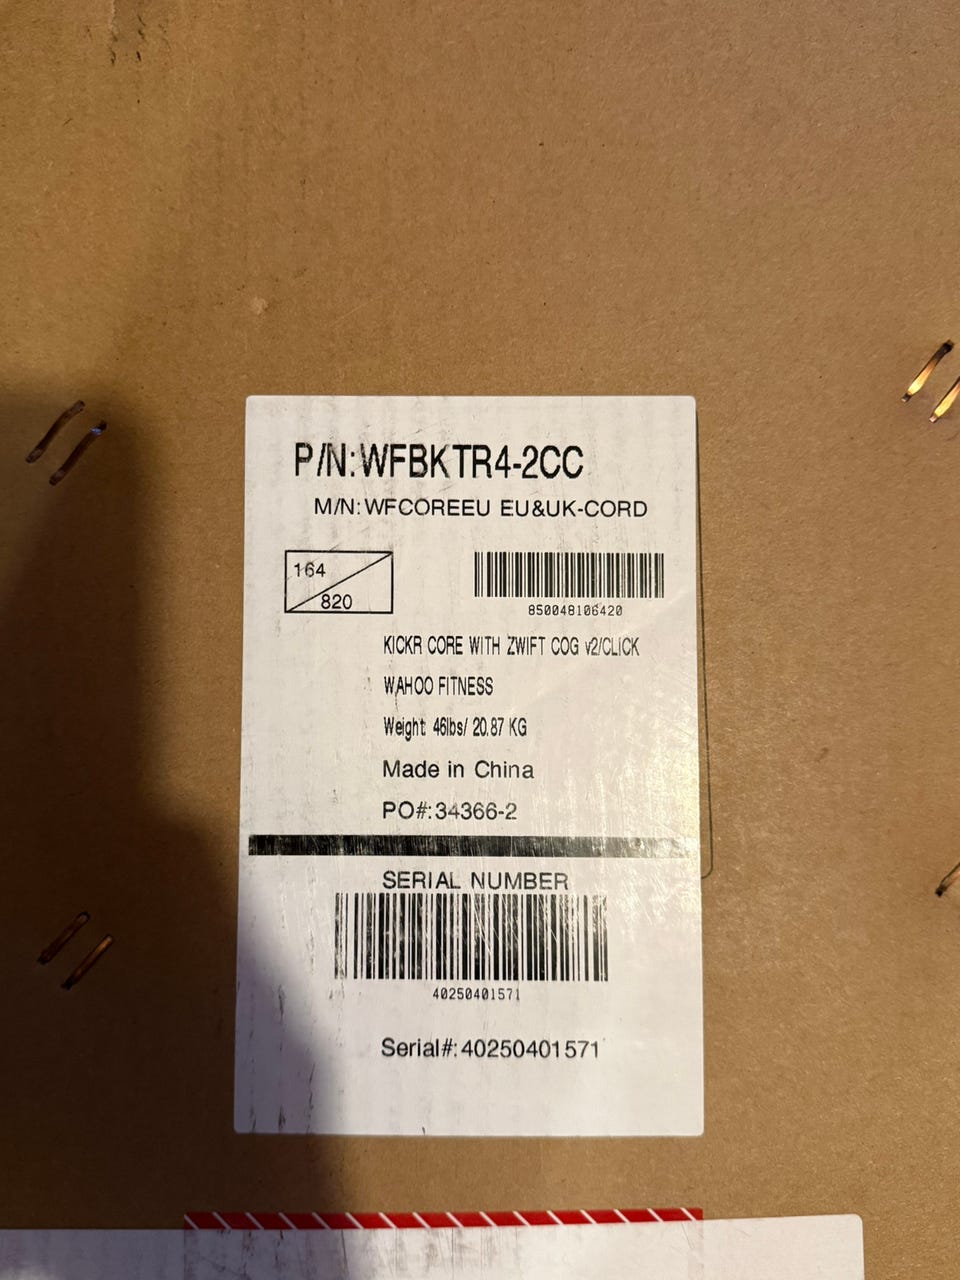 P/N:WFBKTR4-2CC
M/N:WFCOREEU EU&UK-CORD
164
820
850048106420
KICKR CORE WITH ZWIFT COG v2/CLICK
WAHOO FITNESS
Weight: 46lbs/ 20.87 KG
Made in China
PO#:34366-2
SERIAL NUMBER
40250401571
Serial#:40250401571